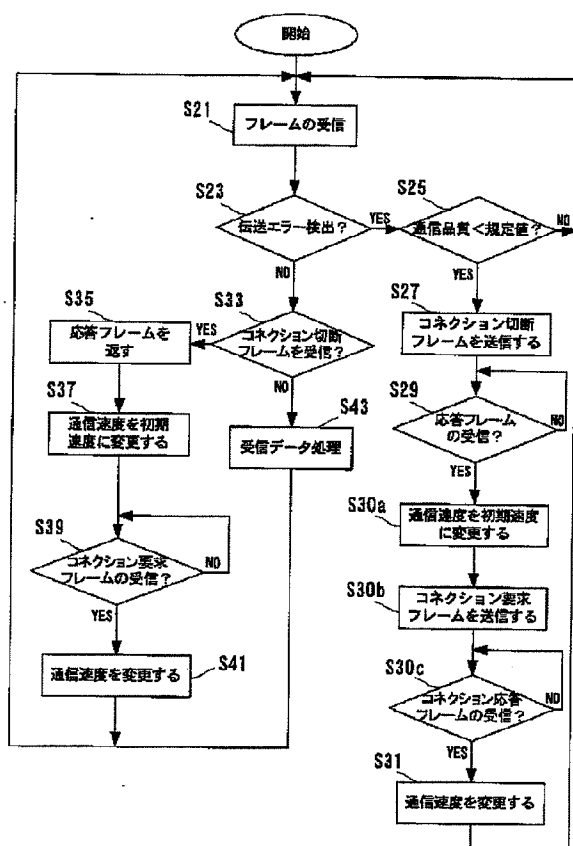 開始
S21
フレームの受信
S23
伝送エラー検出?
YES
NO
S25
通信品質<規定値?
NO
YES
S27
コネクション切断
フレームを送信する
S29
応答フレーム
の受信?
NO
YES
S30a
通信速度を初期速度
に変更する
S30b
コネクション要求
フレームを送信する
S30c
コネクション応答
フレームの受信?
NO
YES
S31
通信速度を変更する
S33
コネクション切断
フレームを受信?
YES
NO
S43
受信データ処理
S35
応答フレームを
返す
S37
通信速度を初期
速度に変更する
S39
コネクション要求
フレームの受信?
NO
YES
S41
通信速度を変更する